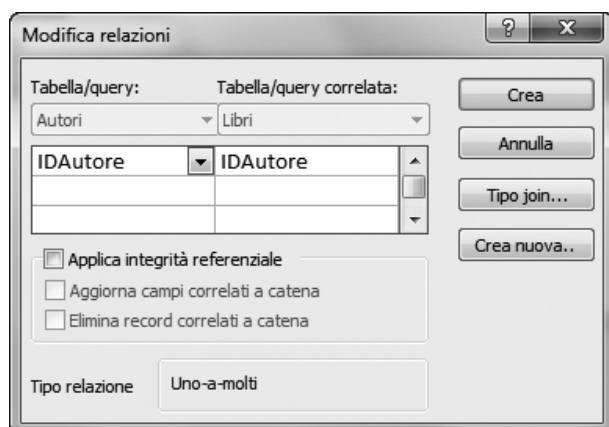 Modifica relazioni
Tabella/query: Tabella/query correlata:
Autori Libri
IDAutore IDAutore
Applica integrità referenziale
Aggiorna campi correlati a catena
Elimina record correlati a catena
Tipo relazione Uno-a-molti
? X
Crea
Annulla
Tipo join...
Crea nuova..